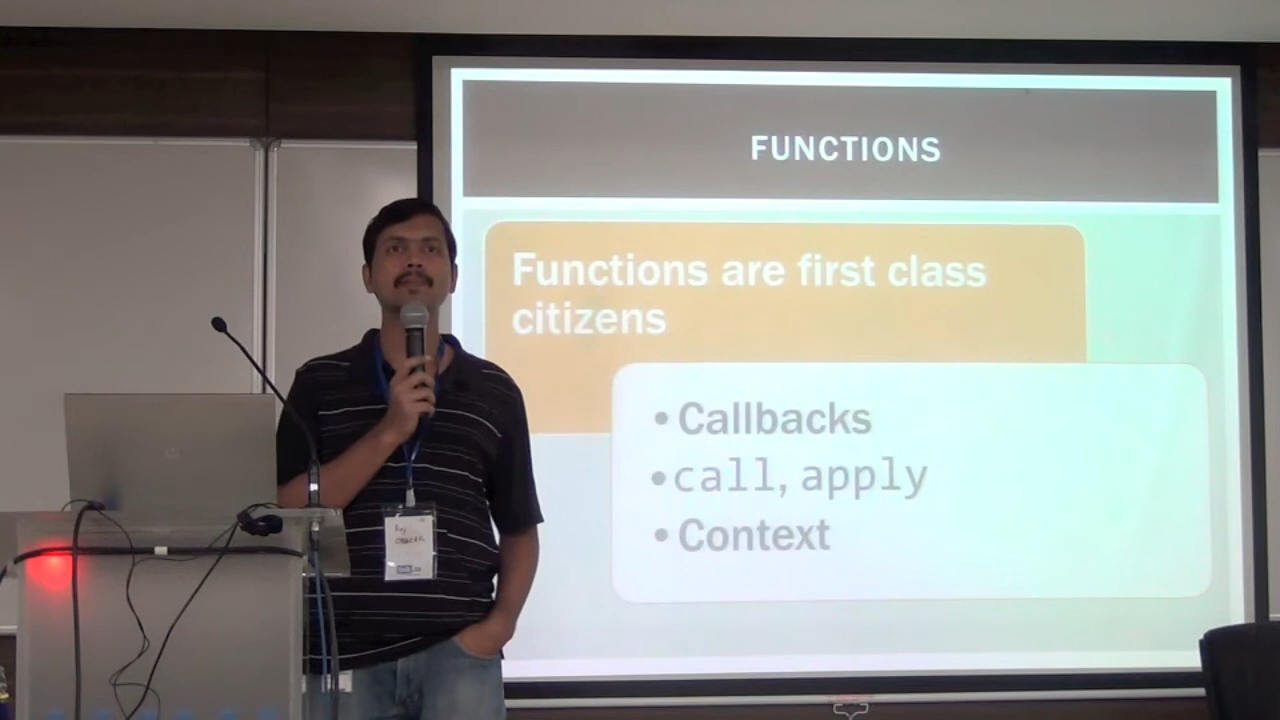 FUNCTIONS
Functions are first class
citizens
• Callbacks
• call, apply
• Context